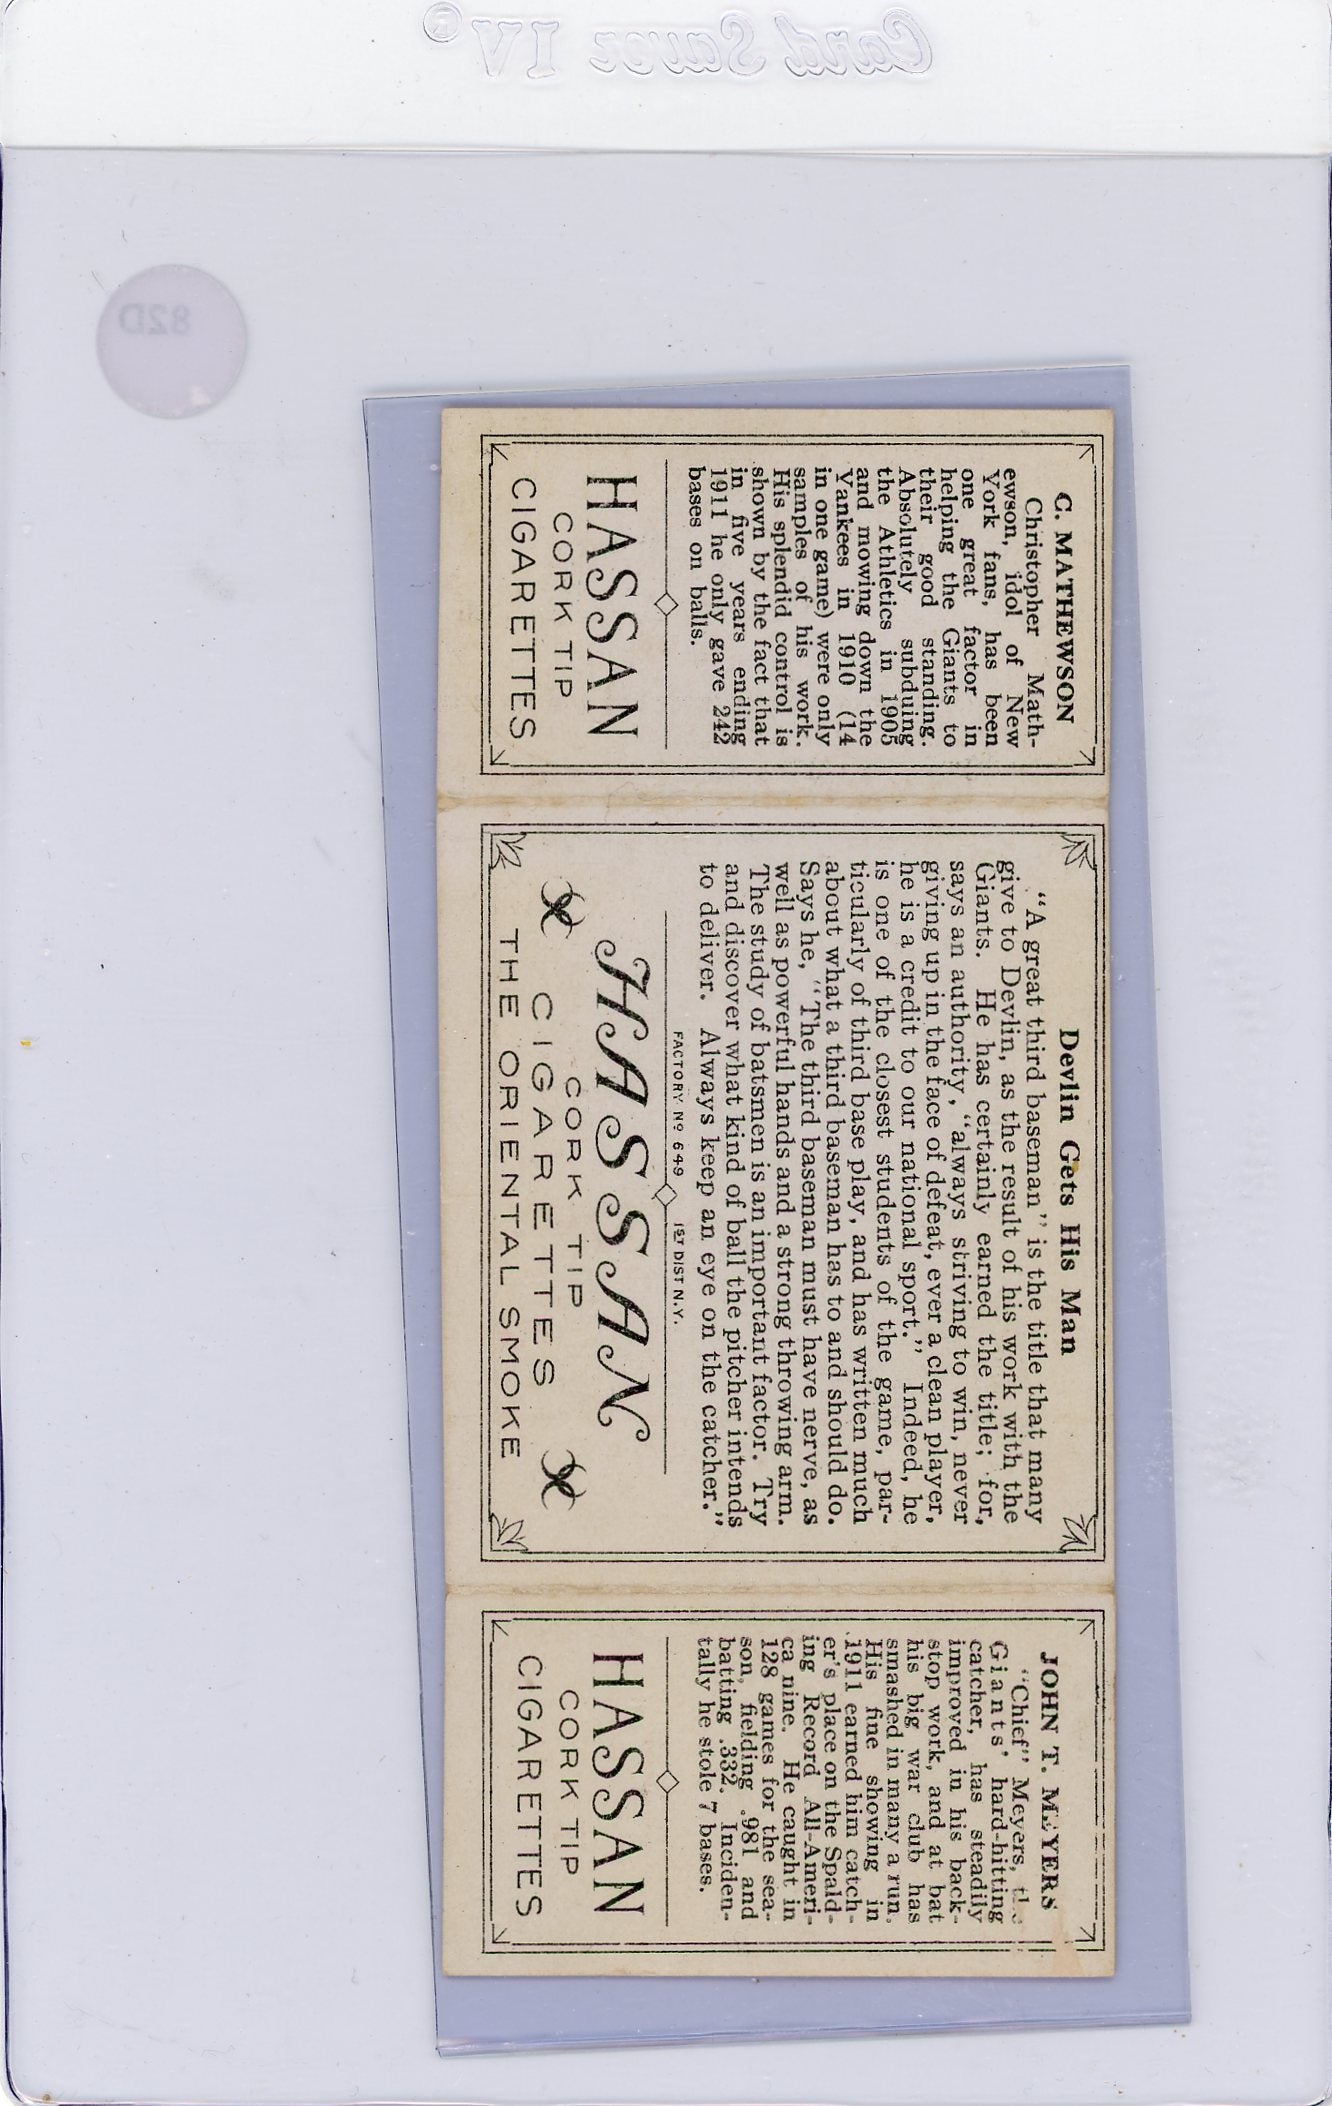 Card Saver IV®
82D
C. MATHEWSON
Christopher Math-
ewson, idol of New
York fans, has been
one great factor in
helping the Giants to
their good standing.
Absolutely subduing
the Athletics in 1905
and mowing down the
Yankees in 1910 (14
in one game) were only
samples of his work.
His splendid control is
shown by the fact that
in five years ending
1911 he only gave 242
bases on balls.
HASSAN
CORK TIP
CIGARETTES
Devlin Gets His Man
"A great third baseman" is the title that many
give to Devlin, as the result of his work with the
Giants. He has certainly earned the title; for,
says an authority, "always striving to win, never
giving up in the face of defeat, ever a clean player,
he is a credit to our national sport." Indeed, he
is one of the closest students of the game, par-
ticularly of third base play, and has written much
about what a third baseman has to and should do.
Says he, "The third baseman must have nerve, as
well as powerful hands and a strong throwing arm.
The study of batsmen is an important factor. Try
and discover what kind of ball the pitcher intends
to deliver. Always keep an eye on the catcher."
FACTORY Nº 649 1ST DIST N.Y.
HASSAN
CORK TIP
CIGARETTES
THE ORIENTAL SMOKE
JOHN T. MEYERS
"Chief" Meyers, the
Giants' hard-hitting
catcher, has steadily
improved in his back-
stop work, and at bat
his big war club has
smashed in many a run.
His fine showing in
1911 earned him catch-
er's place on the Spald-
ing Record All-Ameri-
ca nine. He caught in
128 games for the sea-
son, fielding .981 and
batting .332. Inciden-
tally he stole 7 bases.
HASSAN
CORK TIP
CIGARETTES